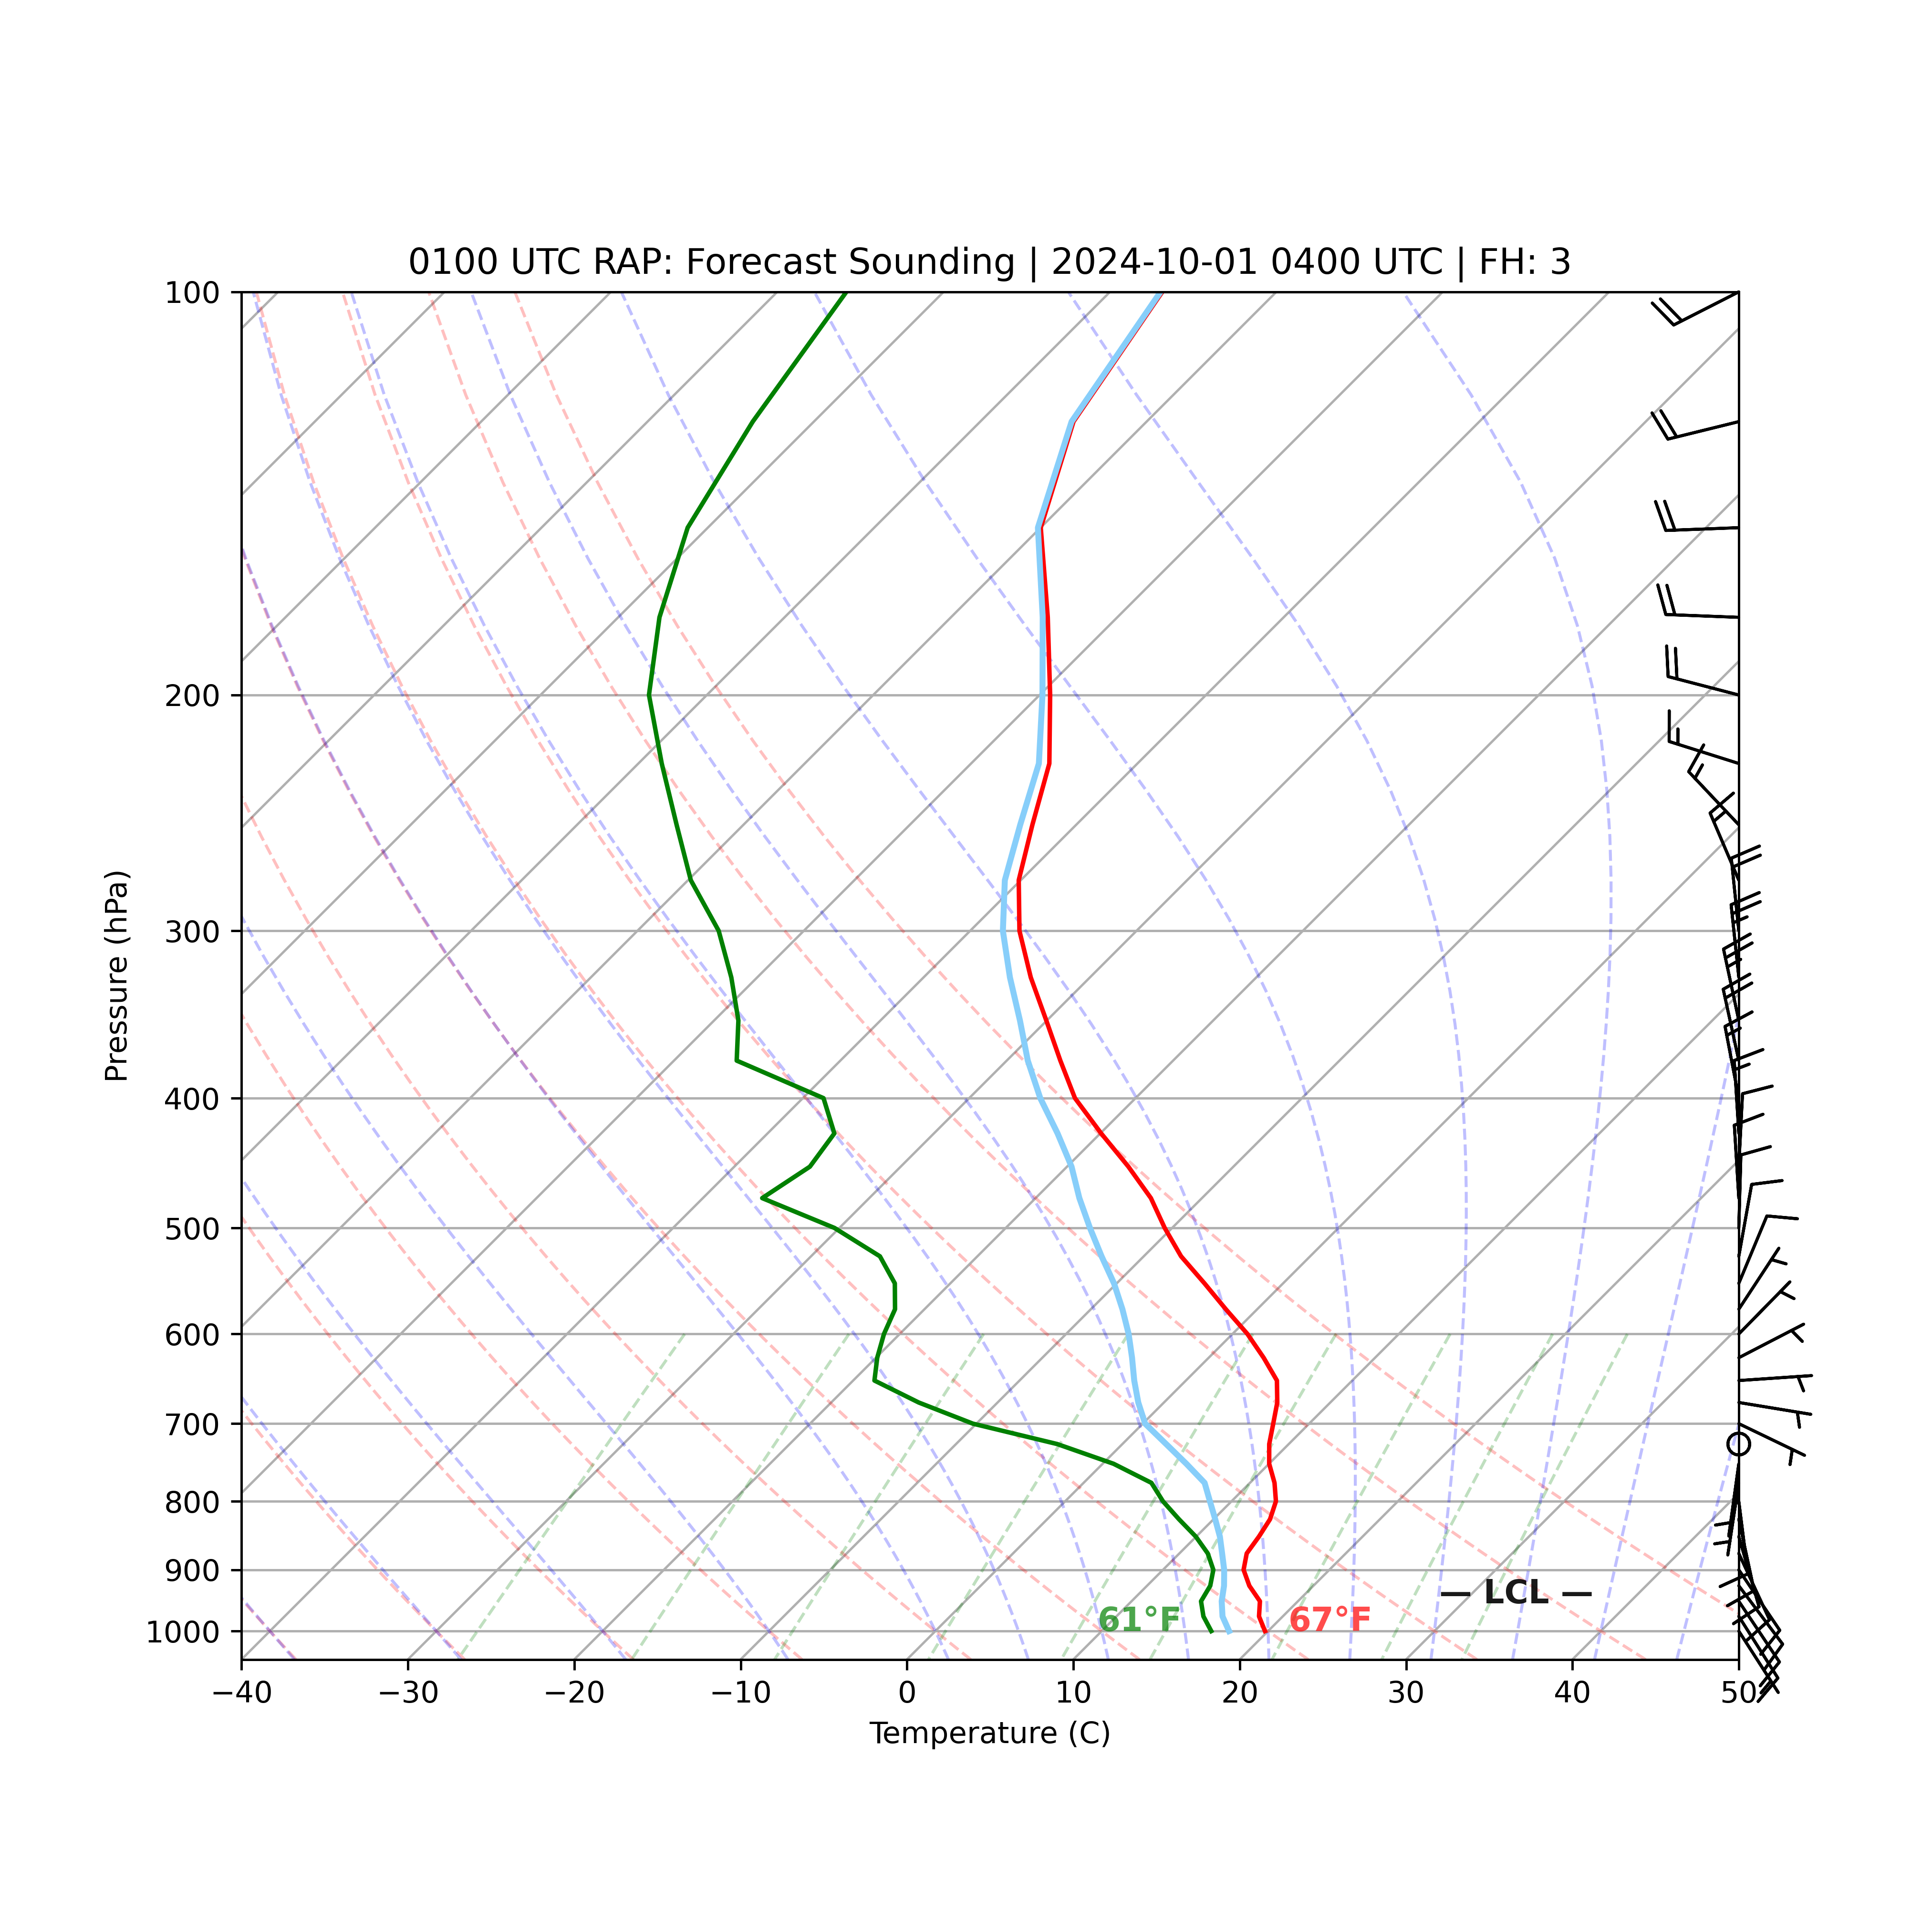 0100 UTC RAP: Forecast Sounding | 2024-10-01 0400 UTC | FH: 3
100
200
300
400
500
600
700
800
900
1000
Pressure (hPa)
— LCL —
61°F 67°F
−40 −30 −20 −10 0 10 20 30 40 50
Temperature (C)